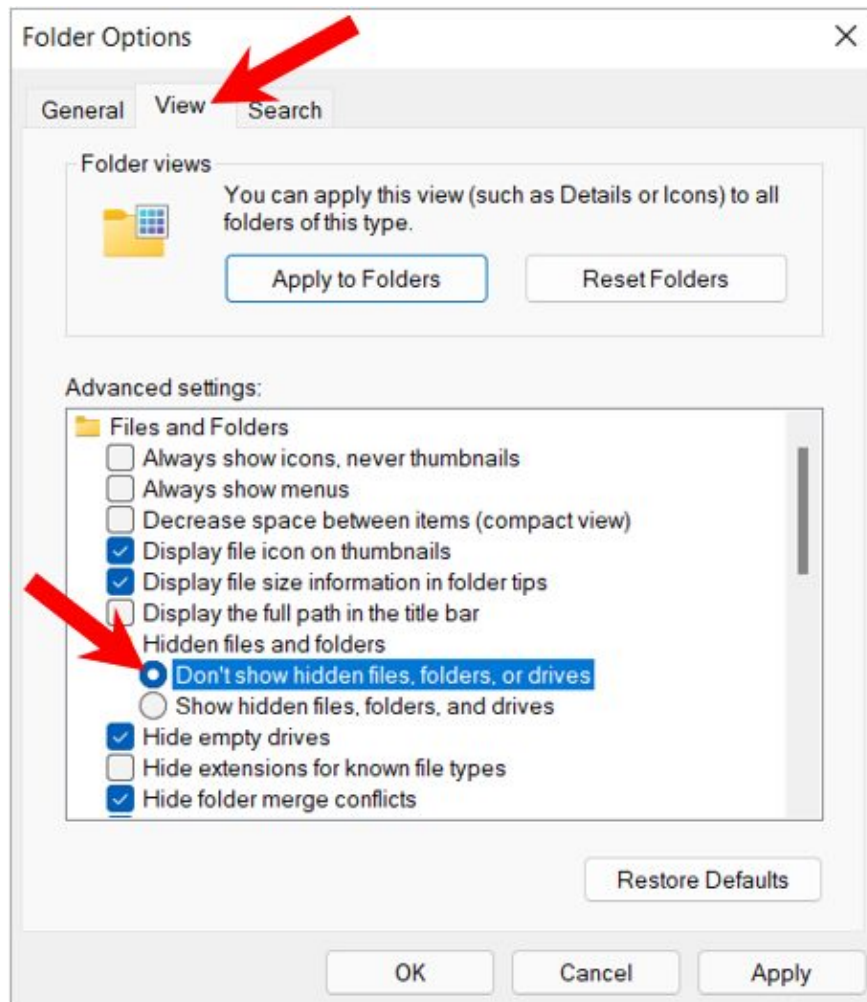 Folder Options
General View Search
Folder views
You can apply this view (such as Details or Icons) to all
folders of this type.
Apply to Folders Reset Folders
Advanced settings:
Files and Folders
Always show icons, never thumbnails
Always show menus
Decrease space between items (compact view)
Display file icon on thumbnails
Display file size information in folder tips
Display the full path in the title bar
Hidden files and folders
Don't show hidden files, folders, or drives
Show hidden files, folders, and drives
Hide empty drives
Hide extensions for known file types
Hide folder merge conflicts
Restore Defaults
OK Cancel Apply